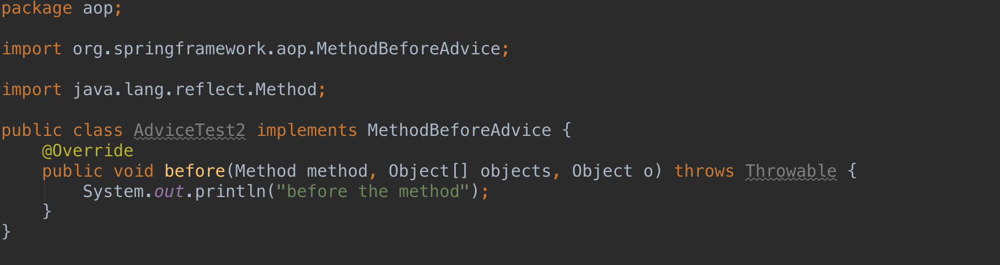 package aop;
import org.springframework.aop.MethodBeforeAdvice;
import java.lang.reflect.Method;
public class AdviceTest2 implements MethodBeforeAdvice {
    @Override
    public void before(Method method, Object[] objects, Object o) throws Throwable {
        System.out.println("before the method");
    }
}